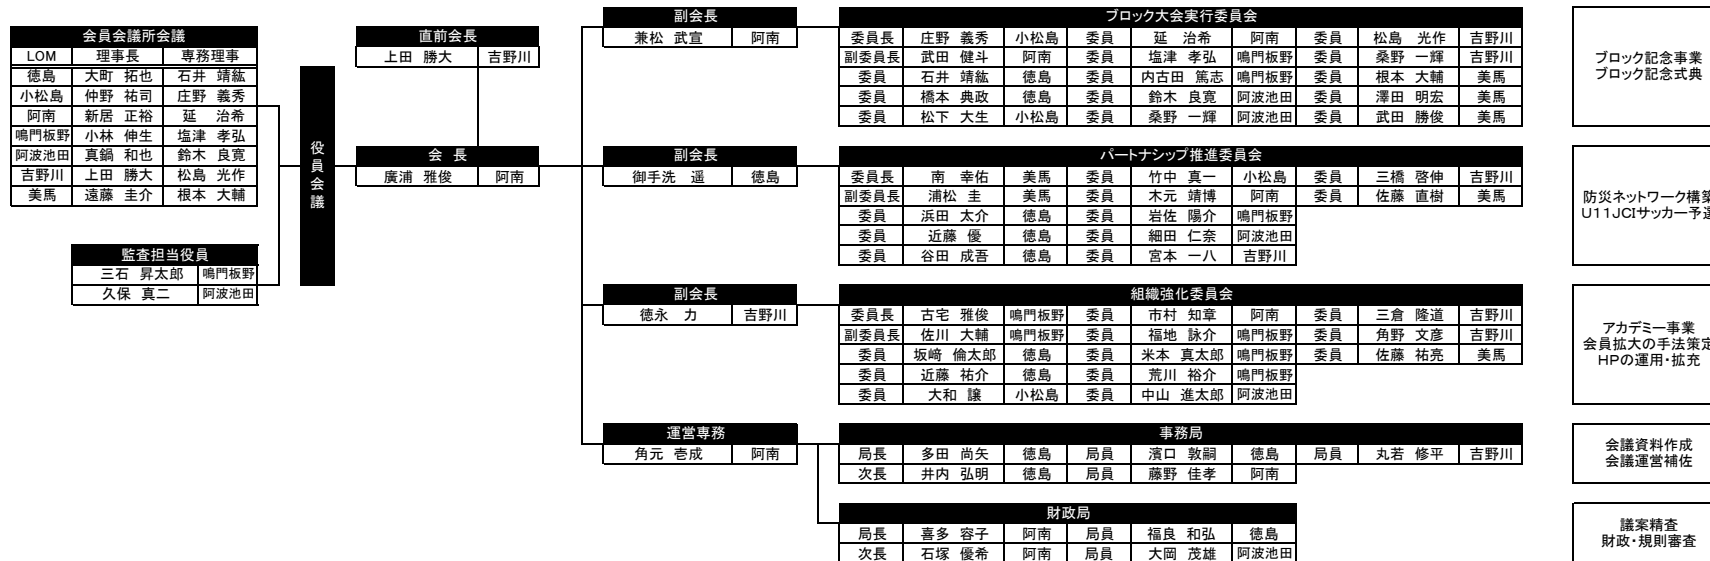 会員会議所会議
LOM 理事長 専務理事
徳島 大町 拓也 石井 靖紘
小松島 仲野 祐司 庄野 義秀
阿南 新居 正裕 延 治希
鳴門板野 小林 伸生 塩津 孝弘
阿波池田 真鍋 和也 鈴木 良寛
吉野川 上田 勝大 松島 光作
美馬 遠藤 圭介 根本 大輔
監査担当役員
三石 昇太郎 鳴門板野
久保 真二 阿波池田
役員会議
直前会長
上田 勝大 吉野川
会 長
廣浦 雅俊 阿南
副会長
兼松 武宣 阿南
ブロック大会実行委員会
委員長 庄野 義秀 小松島 委員 延 治希 阿南 委員 松島 光作 吉野川
副委員長 武田 健斗 阿南 委員 塩津 孝弘 鳴門板野 委員 桑野 一輝 吉野川
委員 石井 靖紘 徳島 委員 内古田 篤志 鳴門板野 委員 根本 大輔 美馬
委員 橋本 典政 徳島 委員 鈴木 良寛 阿波池田 委員 澤田 明宏 美馬
委員 松下 大生 小松島 委員 桑野 一輝 阿波池田 委員 武田 勝俊 美馬
ブロック記念事業
ブロック記念式典
副会長
御手洗 遥 徳島
パートナシップ推進委員会
委員長 南 幸佑 美馬 委員 竹中 真一 小松島 委員 三橋 啓伸 吉野川
副委員長 浦松 圭 美馬 委員 木元 靖博 阿南 委員 佐藤 直樹 美馬
委員 浜田 太介 徳島 委員 岩佐 陽介 鳴門板野
委員 近藤 優 徳島 委員 細田 仁奈 阿波池田
委員 谷田 成吾 徳島 委員 宮本 一八 吉野川
防災ネットワーク構築
U11JCIサッカー予選
副会長
徳永 力 吉野川
組織強化委員会
委員長 古宅 雅俊 鳴門板野 委員 市村 知章 阿南 委員 三倉 隆道 吉野川
副委員長 佐川 大輔 鳴門板野 委員 福地 詠介 鳴門板野 委員 角野 文彦 吉野川
委員 坂﨑 倫太郎 徳島 委員 米本 真太郎 鳴門板野 委員 佐藤 祐亮 美馬
委員 近藤 祐介 徳島 委員 荒川 裕介 鳴門板野
委員 大和 譲 小松島 委員 中山 進太郎 阿波池田
アカデミー事業
会員拡大の手法策定
HPの運用・拡充
運営専務
角元 壱成 阿南
事務局
局長 多田 尚矢 徳島 局員 濱口 敦嗣 徳島 局員 丸若 修平 吉野川
次長 井内 弘明 徳島 局員 藤野 佳孝 阿南
会議資料作成
会議運営補佐
財政局
局長 喜多 容子 阿南 局員 福良 和弘 徳島
次長 石塚 優希 阿南 局員 大岡 茂雄 阿波池田
議案精査
財政・規則審査